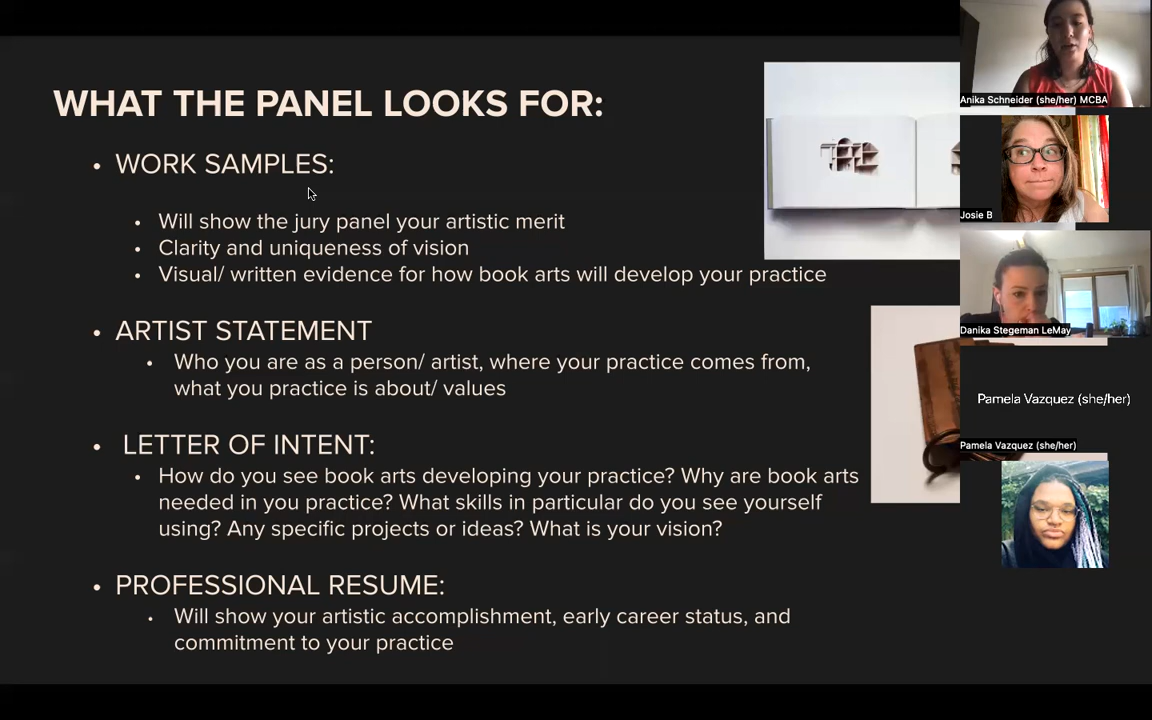 WHAT THE PANEL LOOKS FOR:
• WORK SAMPLES:
• Will show the jury panel your artistic merit
• Clarity and uniqueness of vision
• Visual/ written evidence for how book arts will develop your practice
• ARTIST STATEMENT
• Who you are as a person/ artist, where your practice comes from,
what you practice is about/ values
• LETTER OF INTENT:
• How do you see book arts developing your practice? Why are book arts
needed in you practice? What skills in particular do you see yourself
using? Any specific projects or ideas? What is your vision?
• PROFESSIONAL RESUME:
• Will show your artistic accomplishment, early career status, and
commitment to your practice
Anika Schneider (she/her) MCBA
Josie B
Danika Stegeman LeMay
Pamela Vazquez (she/her)
Pamela Vazquez (she/her)